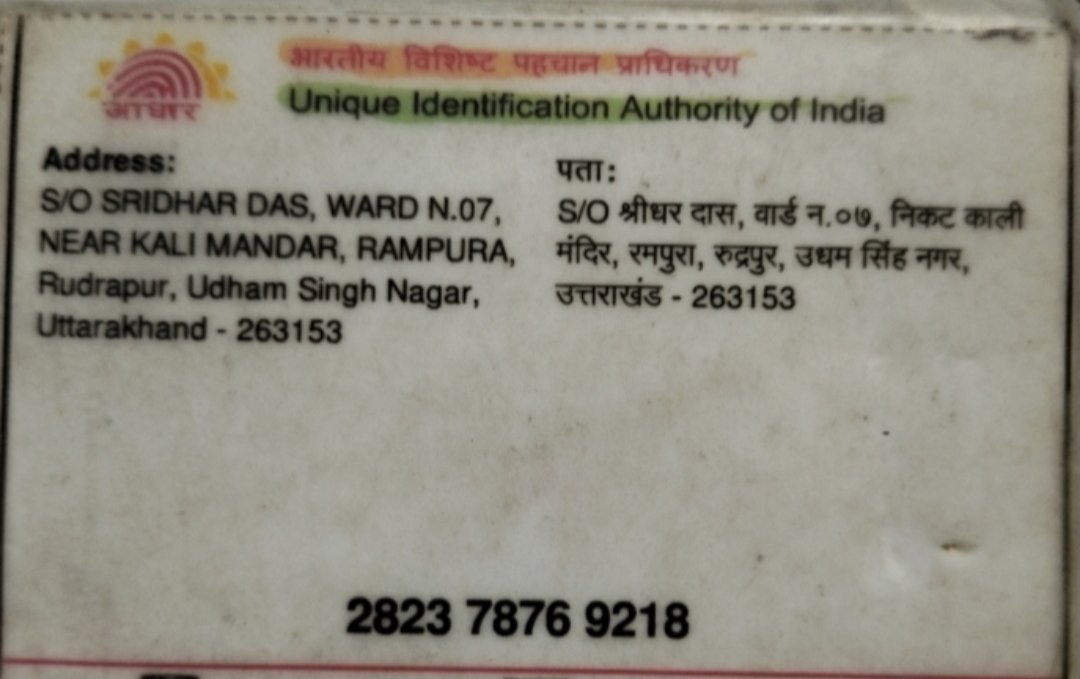 आधार
भारतीय विशिष्ट पहचान प्राधिकरण
Unique Identification Authority of India
Address:
S/O SRIDHAR DAS, WARD N.07,
NEAR KALI MANDAR, RAMPURA,
Rudrapur, Udham Singh Nagar,
Uttarakhand - 263153
पता:
S/O श्रीधर दास, वार्ड न.०७, निकट काली
मंदिर, रमपुरा, रुद्रपुर, उधम सिंह नगर,
उत्तराखंड - 263153
2823 7876 9218